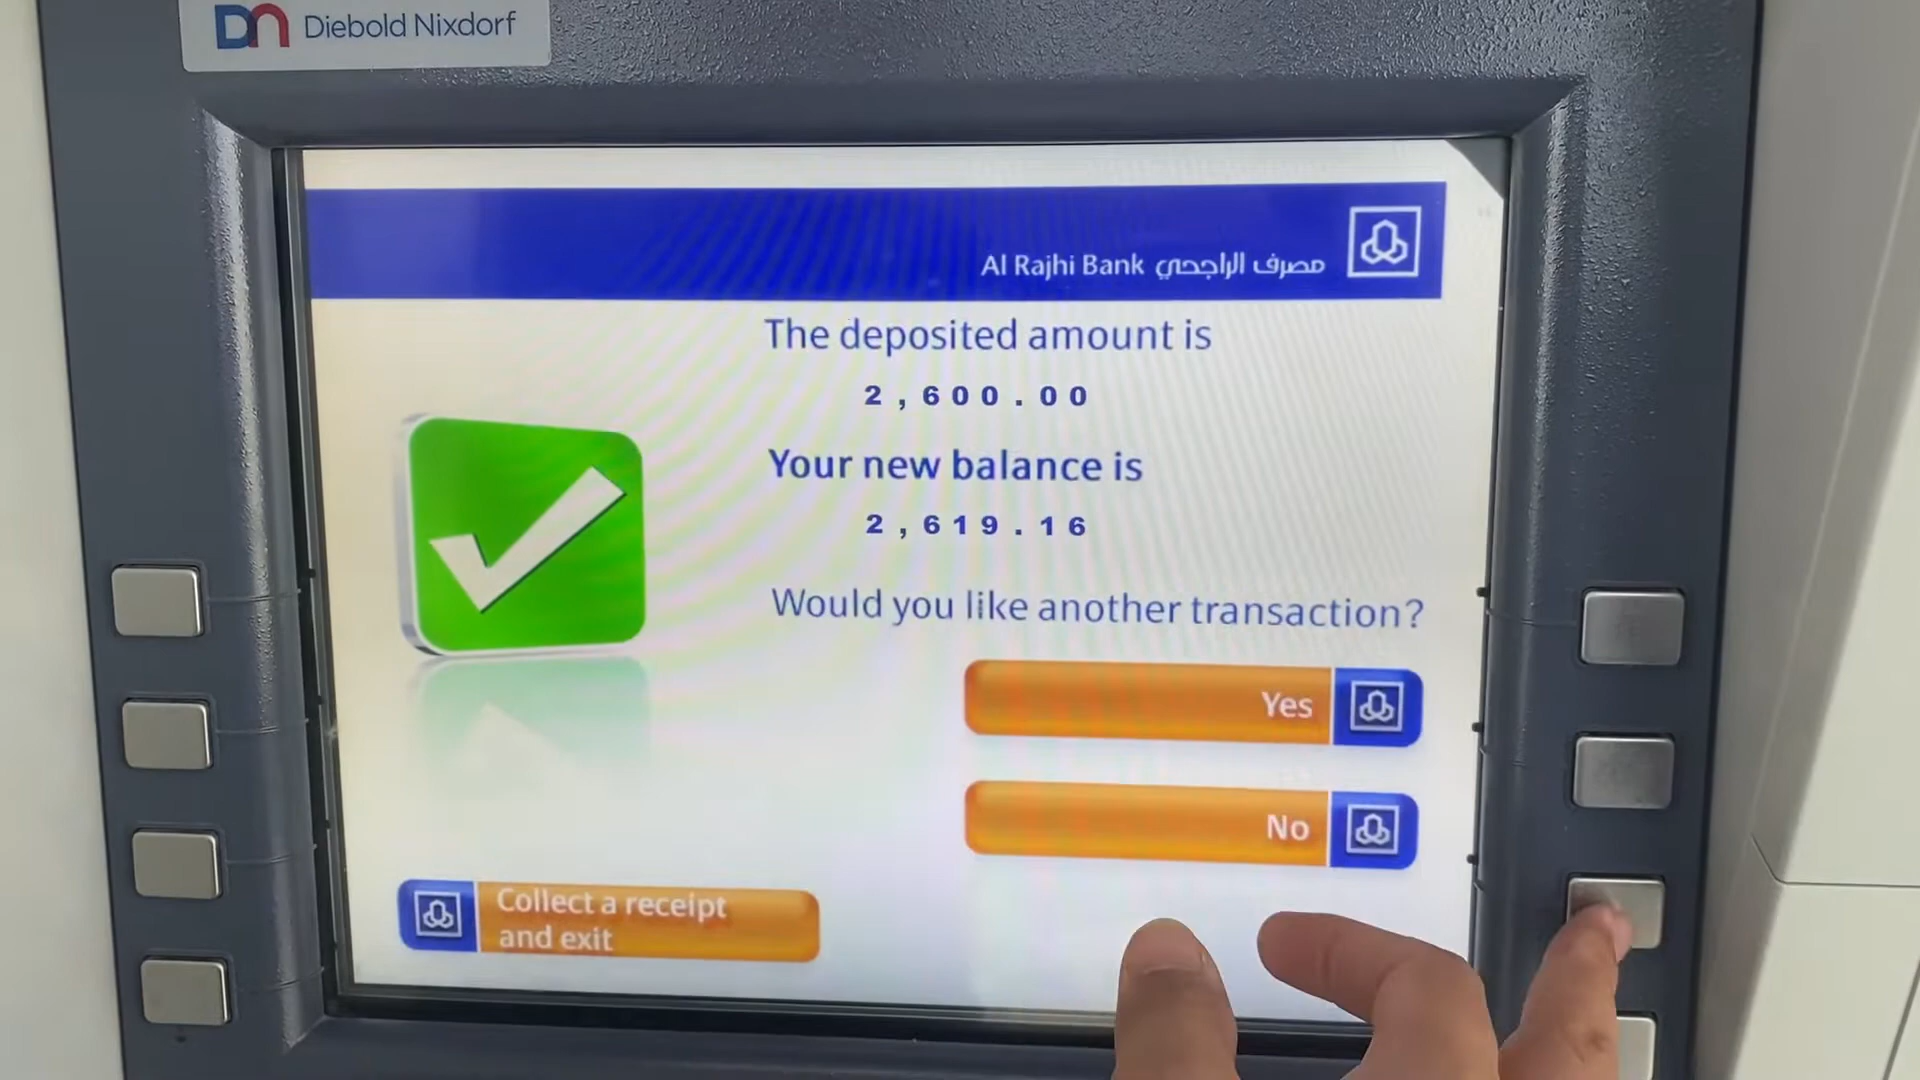 DN Diebold Nixdorf
Al Rajhi Bank مصرف الراجحي
The deposited amount is
2,600.00
Your new balance is
2,619.16
Would you like another transaction?
Yes
No
Collect a receipt
and exit